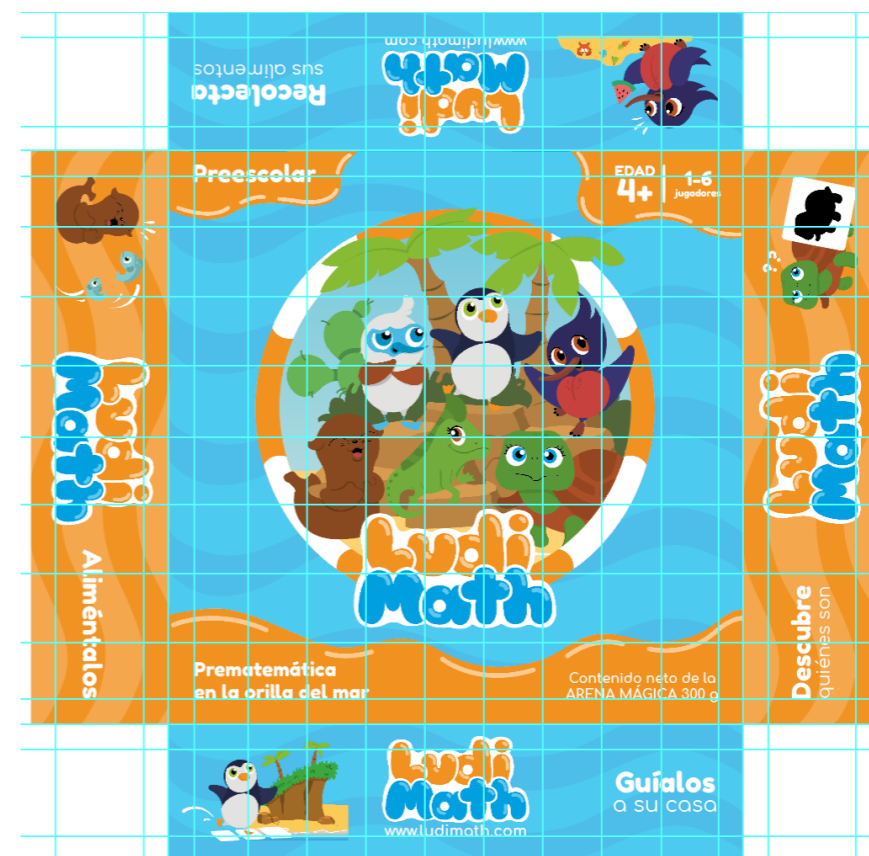 www.ludimath.com
Ludi
Math
Recolecta
sus alimentos
Preescolar
EDAD
4+
1-6
jugadores
Ludi
Math
Aliméntalos
Ludi
Math
Ludi
Math
Descubre
quiénes son
Prematemática
en la orilla del mar
Contenido neto de la
ARENA MÁGICA 300 g
Ludi
Math
www.ludimath.com
Guíalos
a su casa